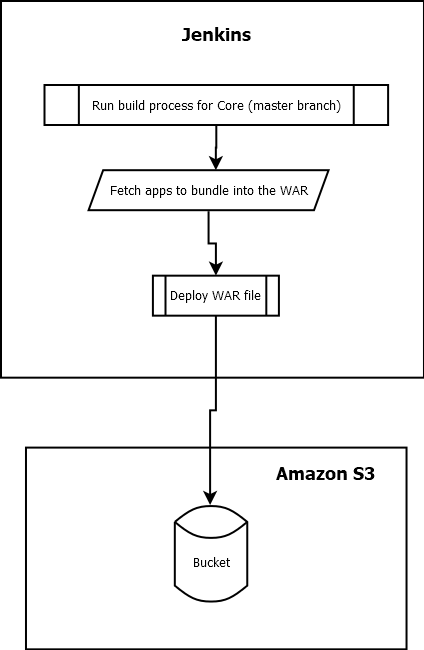 Jenkins
Run build process for Core (master branch)
Fetch apps to bundle into the WAR
Deploy WAR file
Amazon S3
Bucket